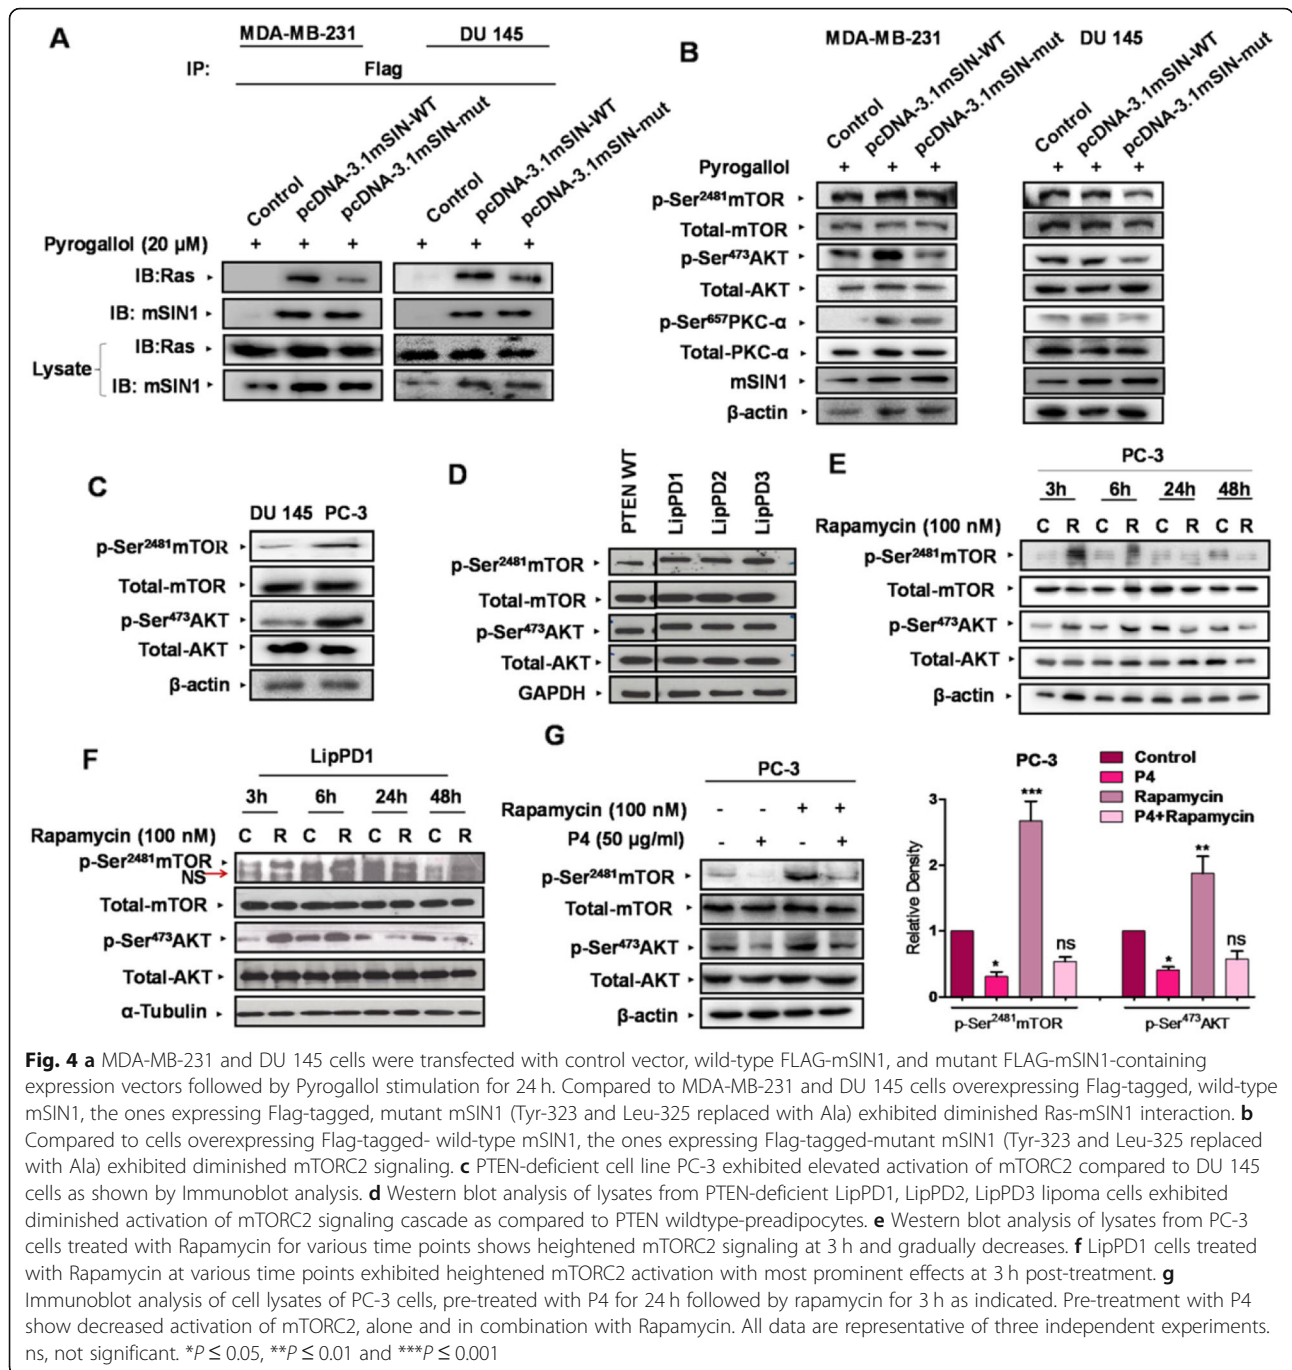 A
MDA-MB-231 DU 145
IP: Flag
Control pcDNA-3.1mSIN-WT pcDNA-3.1mSIN-mut Control pcDNA-3.1mSIN-WT pcDNA-3.1mSIN-mut
Pyrogallol (20 µM) + + + + + +
IB:Ras
IB: mSIN1
Lysate
IB:Ras
IB: mSIN1
B
MDA-MB-231 DU 145
Control pcDNA-3.1mSIN-WT pcDNA-3.1mSIN-mut Control pcDNA-3.1mSIN-WT pcDNA-3.1mSIN-mut
Pyrogallol + + + + + +
p-Ser2481mTOR
Total-mTOR
p-Ser473AKT
Total-AKT
p-Ser657PKC-α
Total-PKC-α
mSIN1
β-actin
C
DU 145 PC-3
p-Ser2481mTOR
Total-mTOR
p-Ser473AKT
Total-AKT
β-actin
D
PTEN WT LipPD1 LipPD2 LipPD3
p-Ser2481mTOR
Total-mTOR
p-Ser473AKT
Total-AKT
GAPDH
E
PC-3
3h 6h 24h 48h
Rapamycin (100 nM) C R C R C R C R
p-Ser2481mTOR
Total-mTOR
p-Ser473AKT
Total-AKT
β-actin
F
LipPD1
3h 6h 24h 48h
Rapamycin (100 nM) C R C R C R C R
p-Ser2481mTOR
NS
Total-mTOR
p-Ser473AKT
Total-AKT
α-Tubulin
G
PC-3
Rapamycin (100 nM) - - + +
P4 (50 µg/ml) - + - +
p-Ser2481mTOR
Total-mTOR
p-Ser473AKT
Total-AKT
β-actin
PC-3
Control
P4
Rapamycin
P4+Rapamycin
Relative Density
3
2
1
0
* *** ns * ** ns
p-Ser2481mTOR p-Ser473AKT
Fig. 4 a MDA-MB-231 and DU 145 cells were transfected with control vector, wild-type FLAG-mSIN1, and mutant FLAG-mSIN1-containing
expression vectors followed by Pyrogallol stimulation for 24 h. Compared to MDA-MB-231 and DU 145 cells overexpressing Flag-tagged, wild-type
mSIN1, the ones expressing Flag-tagged, mutant mSIN1 (Tyr-323 and Leu-325 replaced with Ala) exhibited diminished Ras-mSIN1 interaction. b
Compared to cells overexpressing Flag-tagged- wild-type mSIN1, the ones expressing Flag-tagged-mutant mSIN1 (Tyr-323 and Leu-325 replaced
with Ala) exhibited diminished mTORC2 signaling. c PTEN-deficient cell line PC-3 exhibited elevated activation of mTORC2 compared to DU 145
cells as shown by Immunoblot analysis. d Western blot analysis of lysates from PTEN-deficient LipPD1, LipPD2, LipPD3 lipoma cells exhibited
diminished activation of mTORC2 signaling cascade as compared to PTEN wildtype-preadipocytes. e Western blot analysis of lysates from PC-3
cells treated with Rapamycin for various time points shows heightened mTORC2 signaling at 3 h and gradually decreases. f LipPD1 cells treated
with Rapamycin at various time points exhibited heightened mTORC2 activation with most prominent effects at 3 h post-treatment. g
Immunoblot analysis of cell lysates of PC-3 cells, pre-treated with P4 for 24 h followed by rapamycin for 3 h as indicated. Pre-treatment with P4
show decreased activation of mTORC2, alone and in combination with Rapamycin. All data are representative of three independent experiments.
ns, not significant. *P ≤ 0.05, **P ≤ 0.01 and ***P ≤ 0.001